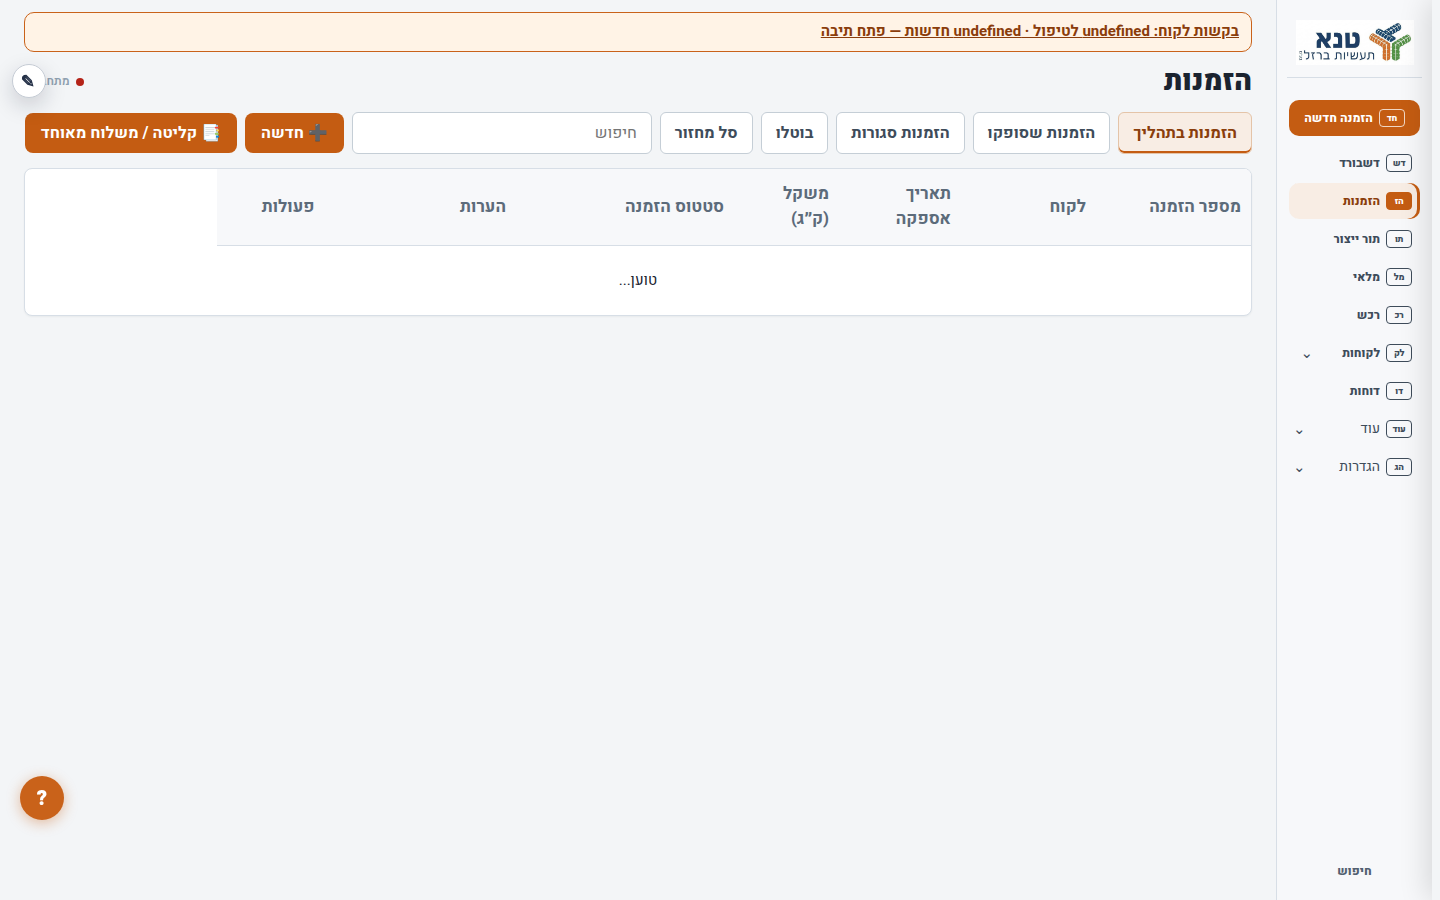 בקשות לקוח: undefined לטיפול · undefined חדשות — פתח תיבה
טנא
תעשיות ברזל
הזמנות
מתח
הזמנות בתהליך
הזמנות שסופקו
הזמנות סגורות
בוטלו
סל מחזור
חיפוש
➕ חדשה
📑 קליטה / משלוח מאוחד
מספר הזמנה
לקוח
תאריך
אספקה
משקל
(ק"ג)
סטטוס הזמנה
הערות
פעולות
טוען...
חד הזמנה חדשה
דש דשבורד
הז הזמנות
תו תור ייצור
מל מלאי
רכ רכש
לק לקוחות
דו דוחות
עוד עוד
הג הגדרות
חיפוש
?